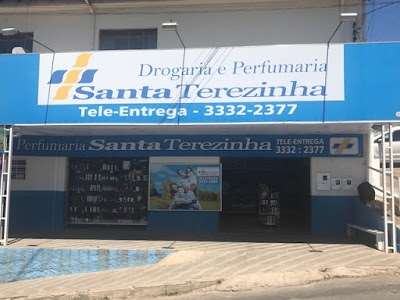 Drogaria e Perfumaria
Santa Terezinha
Tele-Entrega - 3332-2377
Perfumaria Santa Terezinha
TELE-ENTREGA
3332:2377